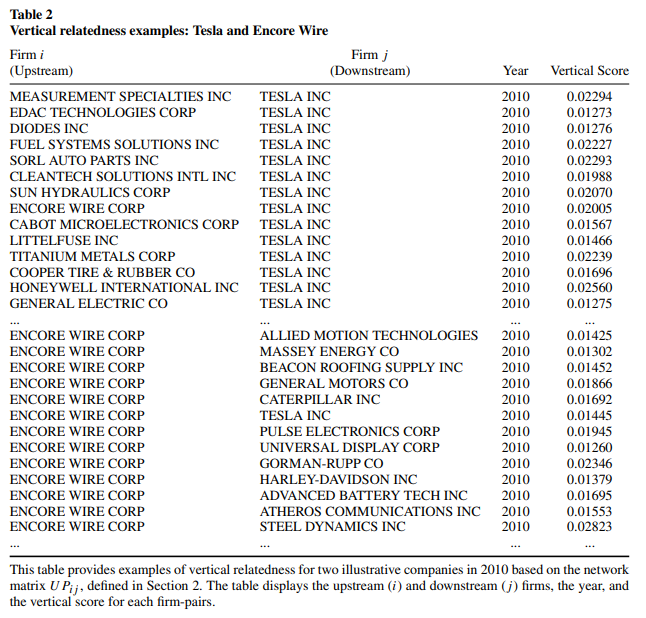 Table 2
Vertical relatedness examples: Tesla and Encore Wire
Firm i Firm j
(Upstream) (Downstream) Year Vertical Score
MEASUREMENT SPECIALTIES INC TESLA INC 2010 0.02294
EDAC TECHNOLOGIES CORP TESLA INC 2010 0.01273
DIODES INC TESLA INC 2010 0.01276
FUEL SYSTEMS SOLUTIONS INC TESLA INC 2010 0.02227
SORL AUTO PARTS INC TESLA INC 2010 0.02293
CLEANTECH SOLUTIONS INTL INC TESLA INC 2010 0.01988
SUN HYDRAULICS CORP TESLA INC 2010 0.02070
ENCORE WIRE CORP TESLA INC 2010 0.02005
CABOT MICROELECTRONICS CORP TESLA INC 2010 0.01567
LITTELFUSE INC TESLA INC 2010 0.01466
TITANIUM METALS CORP TESLA INC 2010 0.02239
COOPER TIRE & RUBBER CO TESLA INC 2010 0.01696
HONEYWELL INTERNATIONAL INC TESLA INC 2010 0.02560
GENERAL ELECTRIC CO TESLA INC 2010 0.01275
... ... ... ...
ENCORE WIRE CORP ALLIED MOTION TECHNOLOGIES 2010 0.01425
ENCORE WIRE CORP MASSEY ENERGY CO 2010 0.01302
ENCORE WIRE CORP BEACON ROOFING SUPPLY INC 2010 0.01452
ENCORE WIRE CORP GENERAL MOTORS CO 2010 0.01866
ENCORE WIRE CORP CATERPILLAR INC 2010 0.01692
ENCORE WIRE CORP TESLA INC 2010 0.01445
ENCORE WIRE CORP PULSE ELECTRONICS CORP 2010 0.01945
ENCORE WIRE CORP UNIVERSAL DISPLAY CORP 2010 0.01260
ENCORE WIRE CORP GORMAN-RUPP CO 2010 0.02346
ENCORE WIRE CORP HARLEY-DAVIDSON INC 2010 0.01379
ENCORE WIRE CORP ADVANCED BATTERY TECH INC 2010 0.01695
ENCORE WIRE CORP ATHEROS COMMUNICATIONS INC 2010 0.01553
ENCORE WIRE CORP STEEL DYNAMICS INC 2010 0.02823
... ... ... ...
This table provides examples of vertical relatedness for two illustrative companies in 2010 based on the network
matrix UPij, defined in Section 2. The table displays the upstream (i) and downstream (j) firms, the year, and
the vertical score for each firm-pairs.